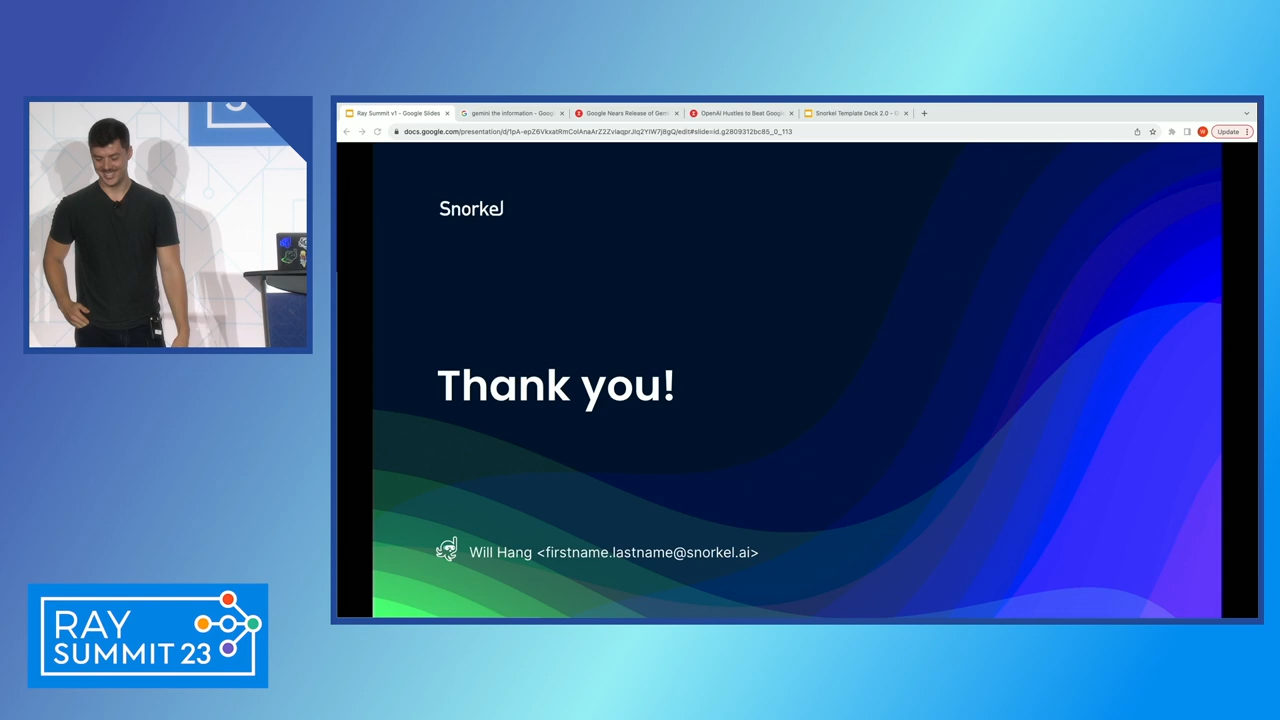 Ray Summit v1 - Google Slides
gemini the information - Goog
Google Nears Release of Gemi
OpenAI Hustles to Beat Googl
Snorkel Template Deck 2.0 - G
Update
Snorkel
Thank you!
Will Hang <firstname.lastname@snorkel.ai>
RAY
SUMMIT 23